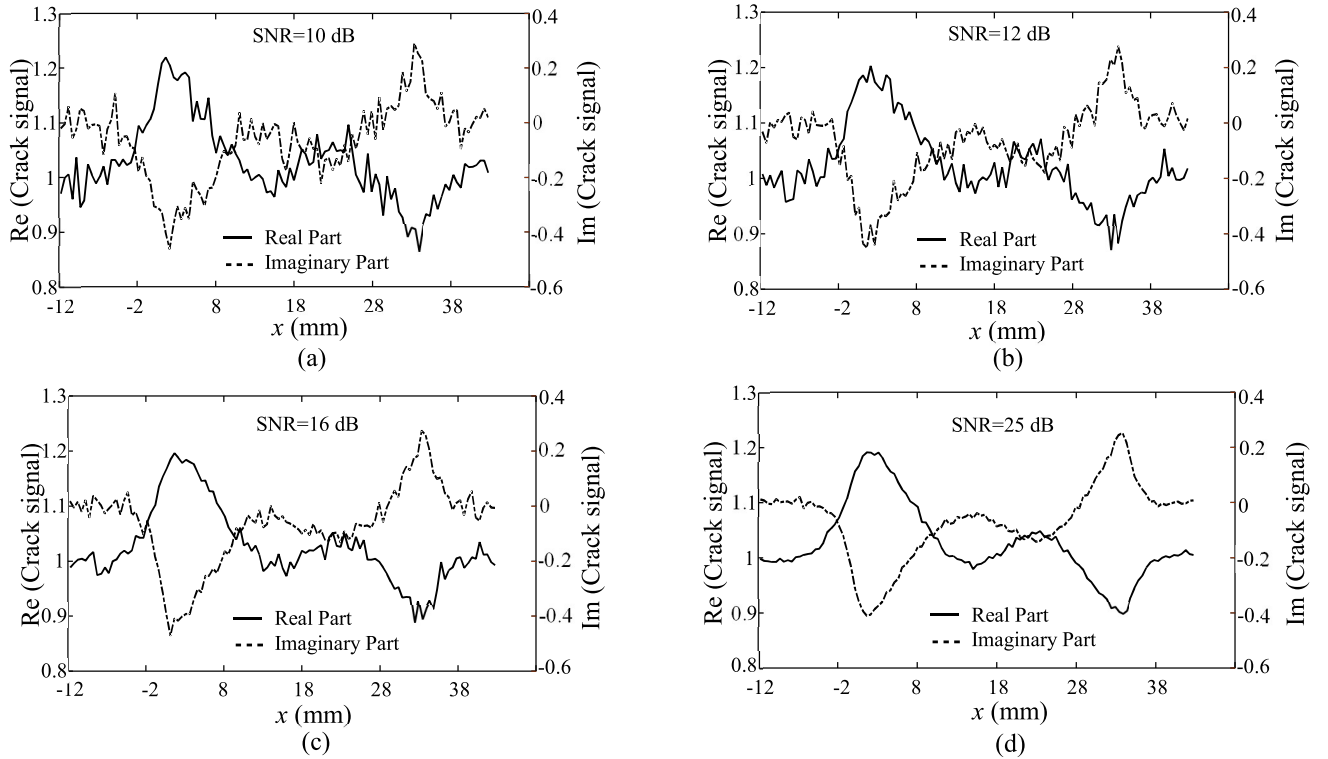 SNR=10 dB
1.3
1.2
1.1
1
0.9
0.8
0.4
0.2
0
-0.2
-0.4
-0.6
Re (Crack signal)
Im (Crack signal)
Real Part
Imaginary Part
-12 -2 8 18 28 38
x (mm)
(a)
SNR=12 dB
1.3
1.2
1.1
1
0.9
0.8
0.4
0.2
0
-0.2
-0.4
-0.6
Re (Crack signal)
Im (Crack signal)
Real Part
Imaginary Part
-12 -2 8 18 28 38
x (mm)
(b)
SNR=16 dB
1.3
1.2
1.1
1
0.9
0.8
0.4
0.2
0
-0.2
-0.4
-0.6
Re (Crack signal)
Im (Crack signal)
Real Part
Imaginary Part
-12 -2 8 18 28 38
x (mm)
(c)
SNR=25 dB
1.3
1.2
1.1
1
0.9
0.8
0.4
0.2
0
-0.2
-0.4
-0.6
Re (Crack signal)
Im (Crack signal)
Real Part
Imaginary Part
-12 -2 8 18 28 38
x (mm)
(d)